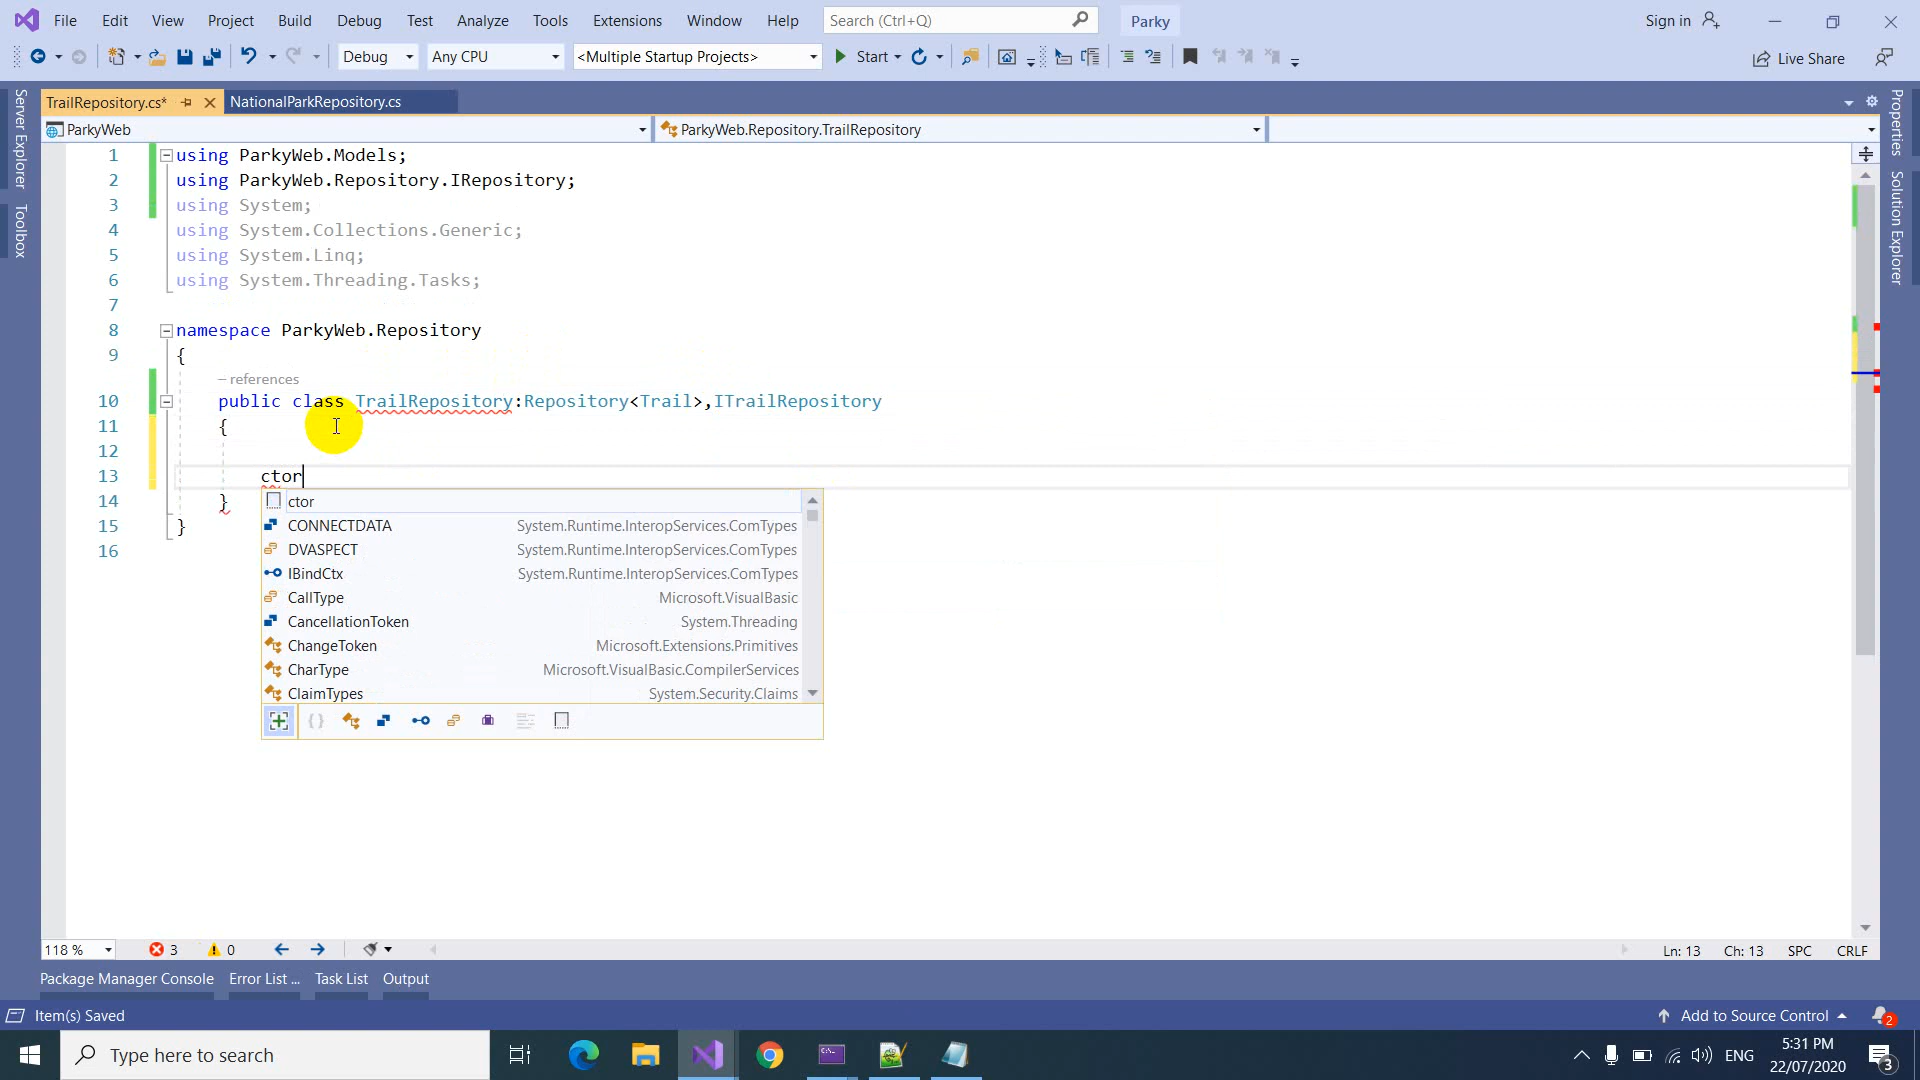 File Edit View Project Build Debug Test Analyze Tools Extensions Window Help Search (Ctrl+Q) Parky Sign in
Debug Any CPU <Multiple Startup Projects> Start Live Share
TrailRepository.cs* NationalParkRepository.cs
ParkyWeb ParkyWeb.Repository.TrailRepository
Server Explorer
Toolbox
Properties
Solution Explorer
1 using ParkyWeb.Models;
2 using ParkyWeb.Repository.IRepository;
3 using System;
4 using System.Collections.Generic;
5 using System.Linq;
6 using System.Threading.Tasks;
7
8 namespace ParkyWeb.Repository
9 {
– references
10 public class TrailRepository:Repository<Trail>,ITrailRepository
11 {
12
13 ctor
14 }
15 }
16
ctor
CONNECTDATA System.Runtime.InteropServices.ComTypes
DVASPECT System.Runtime.InteropServices.ComTypes
IBindCtx System.Runtime.InteropServices.ComTypes
CallType Microsoft.VisualBasic
CancellationToken System.Threading
ChangeToken Microsoft.Extensions.Primitives
CharType Microsoft.VisualBasic.CompilerServices
ClaimTypes System.Security.Claims
118 % 3 0 Ln: 13 Ch: 13 SPC CRLF
Package Manager Console Error List ... Task List Output
Item(s) Saved Add to Source Control 2
Type here to search ENG 5:31 PM
22/07/2020 3